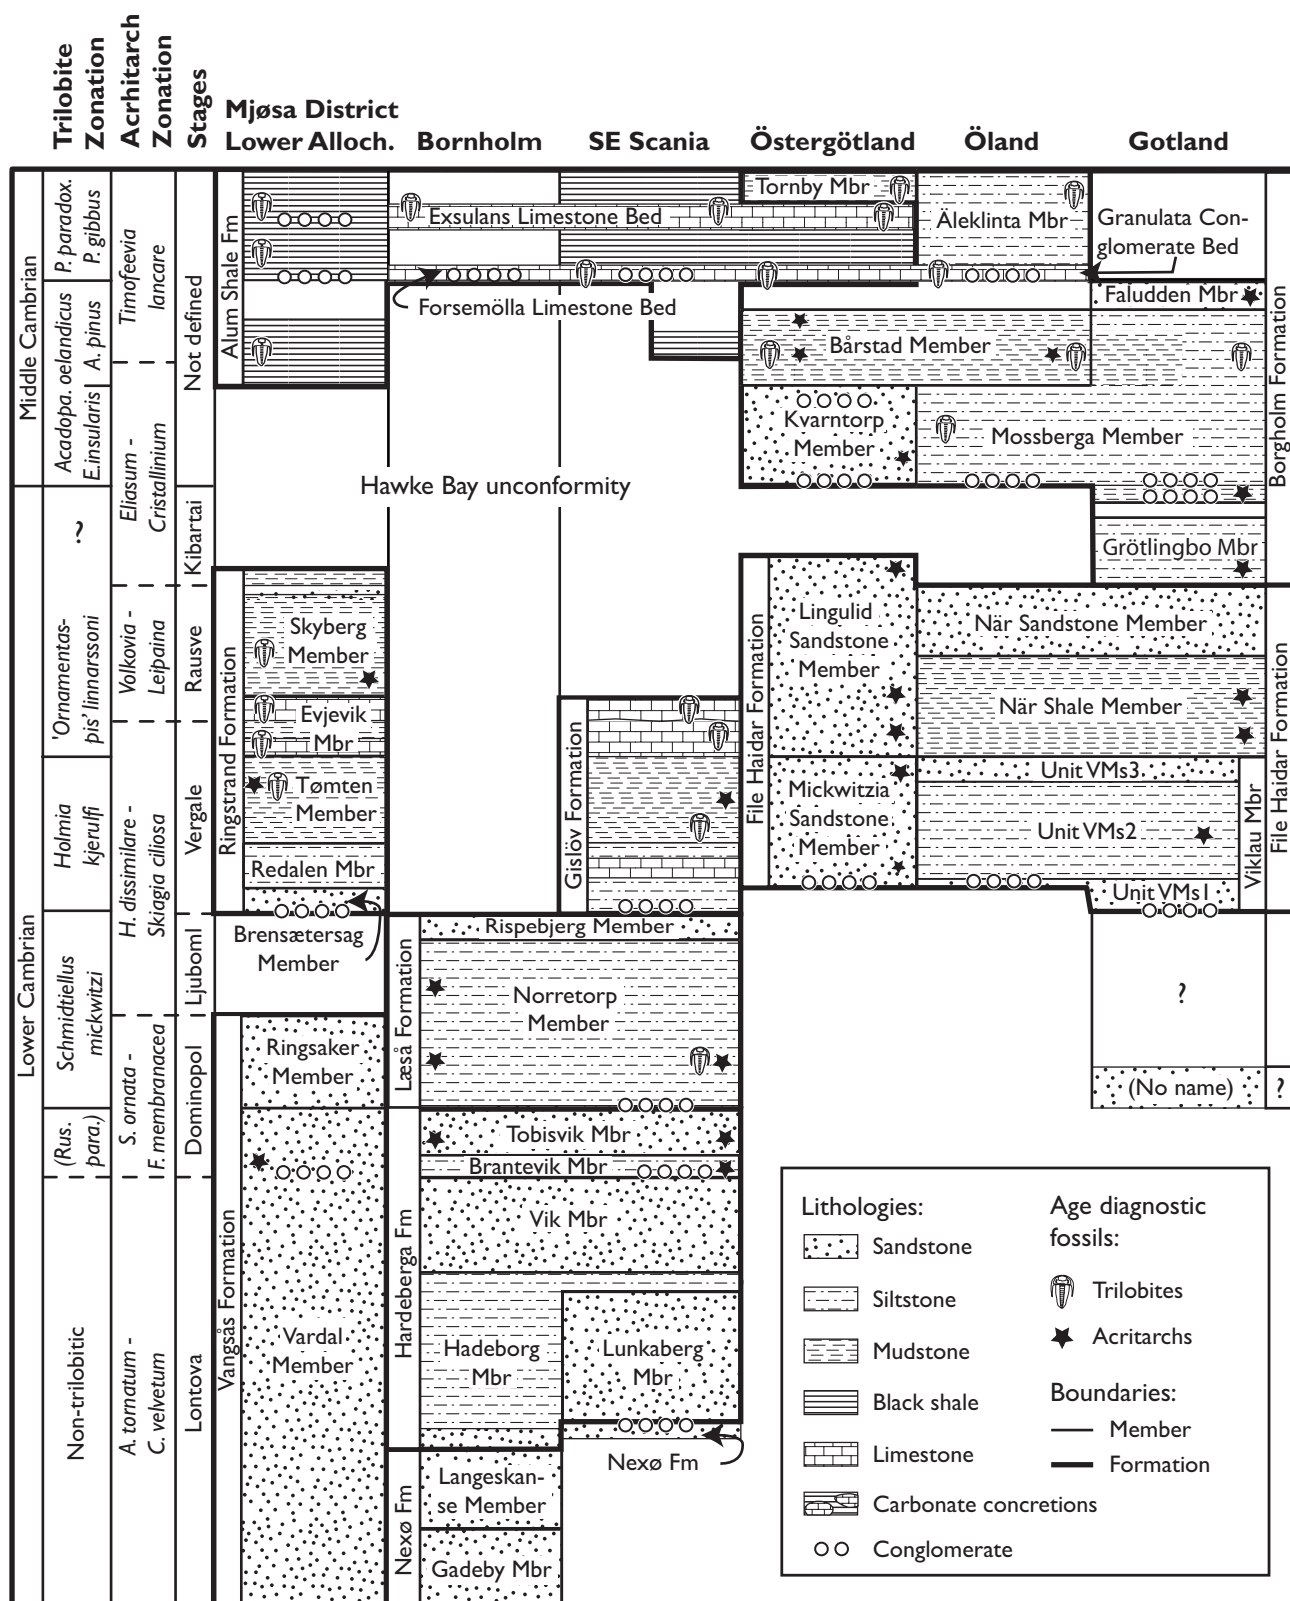 Trilobite
Zonation
Acrhitarch
Zonation
Stages
Mjøsa District
Lower Alloch.
Bornholm
SE Scania
Östergötland
Öland
Gotland
Middle Cambrian
Lower Cambrian
P. paradox.
P. gibbus
Acadopa. oelandicus
E.insularis
A. pinus
?
'Ornamentas-
pis' linnarssoni
Holmia
kjerulfi
Schmidtiellus
mickwitzi
(Rus.
para.)
Non-trilobitic
Timofeevia
lancare
Eliasum -
Cristallinium
Volkovia -
Leipaina
H. dissimilare -
Skiagia ciliosa
S. ornata -
F. membranacea
A. tornatum -
C. velvetum
Not defined
Kibartai
Rausve
Vergale
Ljuboml
Dominopol
Lontova
Alum Shale Fm
Ringstrand Formation
Skyberg
Member
Evjevik
Mbr
Tømten
Member
Redalen Mbr
Brensætersag
Member
Vangsås Formation
Ringsaker
Member
Vardal
Member
Exsulans Limestone Bed
Forsemölla Limestone Bed
Hawke Bay unconformity
Gislöv Formation
Læså Formation
Rispebjerg Member
Norretorp
Member
Hardeberga Fm
Tobisvik Mbr
Brantevik Mbr
Vik Mbr
Hadeborg
Mbr
Lunkaberg
Mbr
Nexø Fm
Nexø Fm
Langeskan-
se Member
Gadeby Mbr
Tornby Mbr
Äleklinta Mbr
Granulata Con-
glomerate Bed
Faludden Mbr
Bårstad Member
Kvarntorp
Member
Mossberga Member
Grötlingbo Mbr
Borgholm Formation
File Haidar Formation
Lingulid
Sandstone
Member
Mickwitzia
Sandstone
Member
När Sandstone Member
När Shale Member
Unit VMs3
Unit VMs2
Unit VMs1
Viklau Mbr
File Haidar Formation
?
(No name)
?
Lithologies:
Sandstone
Siltstone
Mudstone
Black shale
Limestone
Carbonate concretions
Conglomerate
Age diagnostic
fossils:
Trilobites
Acritarchs
Boundaries:
Member
Formation